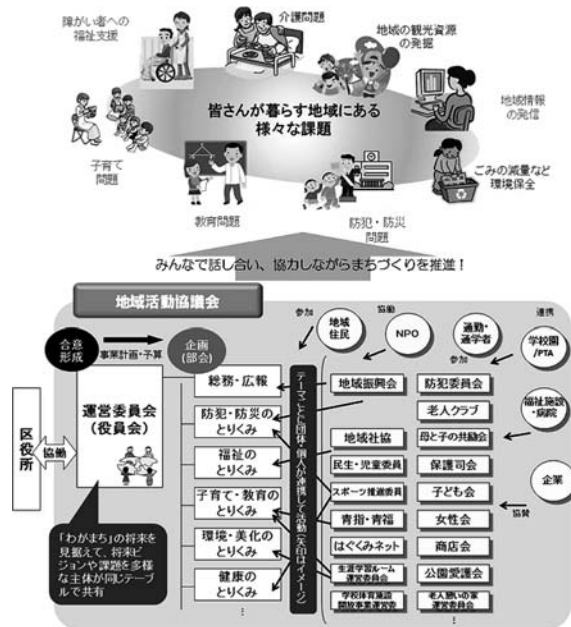 障がい者への
福祉支援
介護問題
地域の観光資源
の発掘
地域情報
の発信
皆さんが暮らす地域にある
様々な課題
子育て
問題
教育問題
防犯・防災
問題
ごみの減量など
環境保全
みんなで話し合い、協力しながらまちづくりを推進！
地域活動協議会
合意
形成
事業計画・予算
企画
(部会)
参加
地域
住民
協働
NPO
通勤・
通学者
参加
連携
学校園
/PTA
福祉施設
・病院
企業
協賛
区役所
協働
運営委員会
(役員会)
「わがまち」の将来を
見据えて、将来ビ
ジョンや課題を多様
な主体が同じテーブ
ルで共有
総務・広報
防犯・防災の
とりくみ
福祉の
とりくみ
子育て・教育の
とりくみ
環境・美化の
とりくみ
健康の
とりくみ
⋮
テーマごとに団体・個人が連携して活動(矢印はイメージ)
地域振興会
地域社協
民生・児童委員
スポーツ推進委員
青指・青福
はぐくみネット
生涯学習ルーム
運営委員会
学校体育施設
開放事業運営委
⋮
防犯委員会
老人クラブ
母と子の共励会
保護司会
子ども会
女性会
商店会
公園愛護会
老人憩いの家
運営委員会
⋮